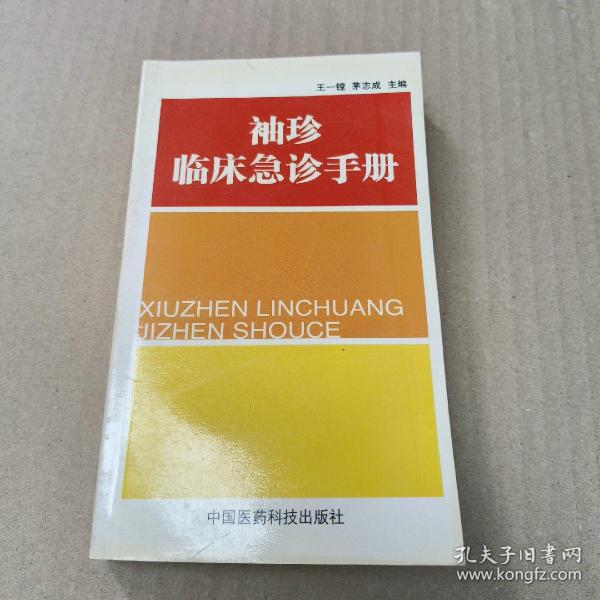 王一镗 茅志成 主编
袖珍
临床急诊手册
XIUZHEN LINCHUANG
JIZHEN SHOUCE
中国医药科技出版社
孔夫子旧书网
www.kongfz.com